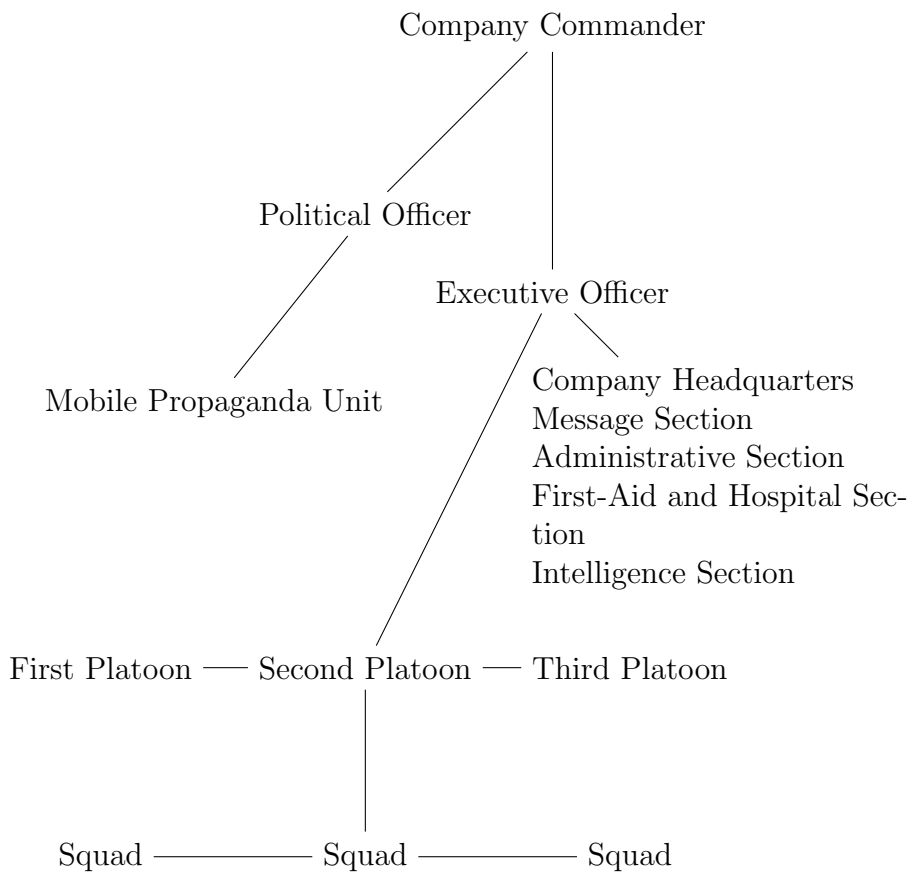 Company Commander
Political Officer
Executive Officer
Mobile Propaganda Unit
Company Headquarters
Message Section
Administrative Section
First-Aid and Hospital Sec-
tion
Intelligence Section
First Platoon
Second Platoon
Third Platoon
Squad
Squad
Squad